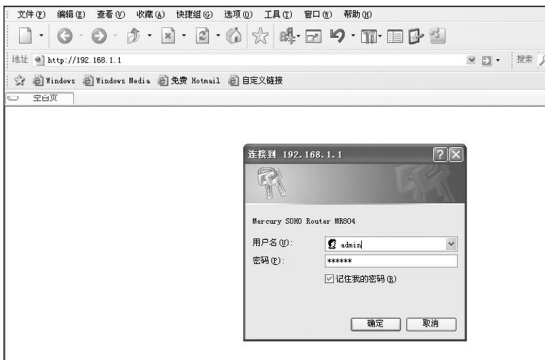 文件(F) 编辑(E) 查看(V) 收藏(A) 快捷组(G) 选项(O) 工具(T) 窗口(W) 帮助(H)
地址 http://192.168.1.1 搜索
Windows Windows Media 免费 Hotmail 自定义链接
空白页
连接到 192.168.1.1
Mercury SOHO Router MR804
用户名(U): admin
密码(P): ******
记住我的密码(R)
确定 取消